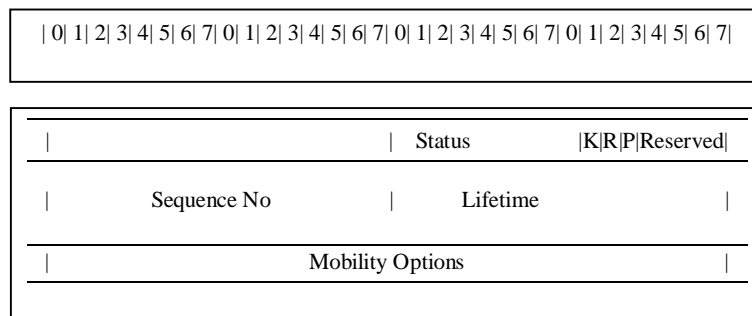 | 0| 1| 2| 3| 4| 5| 6| 7| 0| 1| 2| 3| 4| 5| 6| 7| 0| 1| 2| 3| 4| 5| 6| 7| 0| 1| 2| 3| 4| 5| 6| 7|
| | Status |K|R|P|Reserved|
| Sequence No | Lifetime |
| Mobility Options |